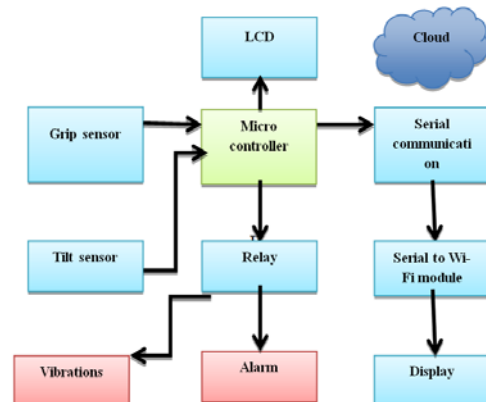 LCD
Cloud
Grip sensor
Micro
controller
Serial
communicati
on
Tilt sensor
Relay
Serial to Wi-
Fi module
Vibrations
Alarm
Display